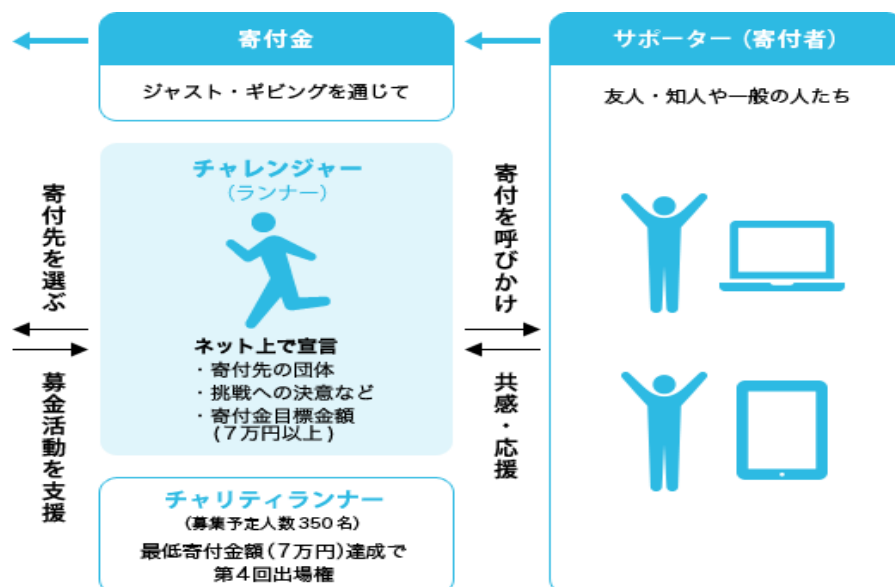 寄付金
ジャスト・ギビングを通じて
サポーター（寄付者）
友人・知人や一般の人たち
寄付先を選ぶ
募金活動を支援
チャレンジャー
（ランナー）
ネット上で宣言
・寄付先の団体
・挑戦への決意など
・寄付金目標金額
(７万円以上)
寄付を呼びかけ
共感・応援
チャリティランナー
(募集予定人数350名)
最低寄付金額(７万円)達成で
第４回出場権